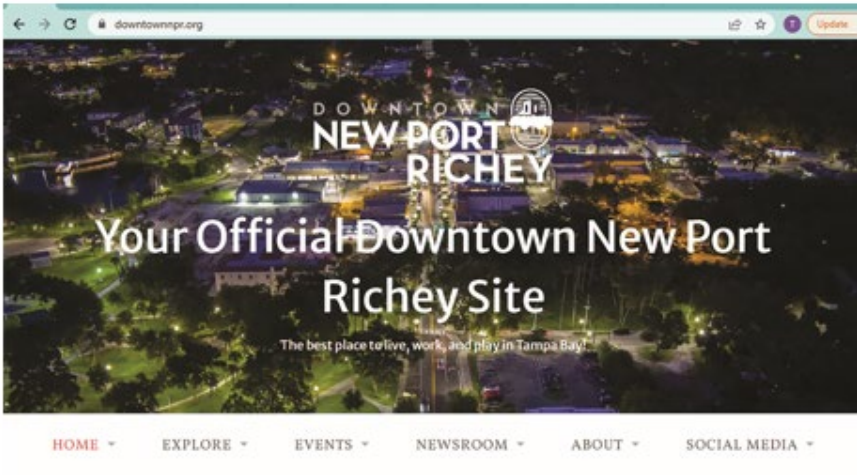 downtownnpr.org
T
Update
DOWNTOWN
NEW PORT
RICHEY
Your Official Downtown New Port
Richey Site
The best place to live, work, and play in Tampa Bay!
HOME EXPLORE EVENTS NEWSROOM ABOUT SOCIAL MEDIA